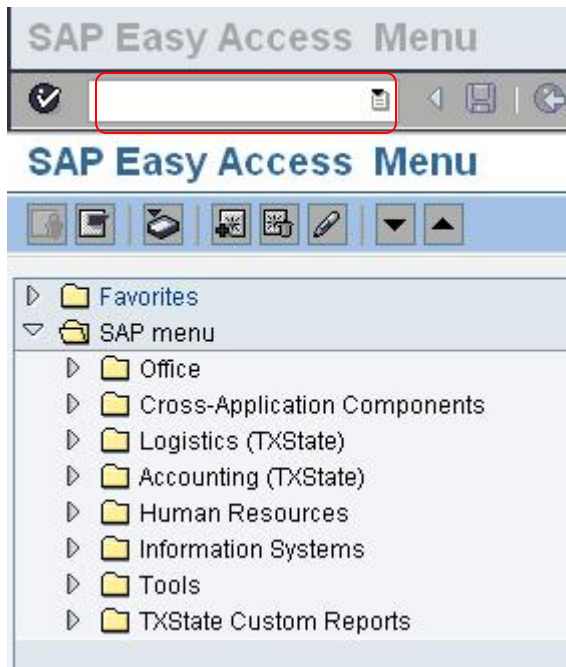 SAP Easy Access Menu
SAP Easy Access Menu
Favorites
SAP menu
Office
Cross-Application Components
Logistics (TXState)
Accounting (TXState)
Human Resources
Information Systems
Tools
TXState Custom Reports